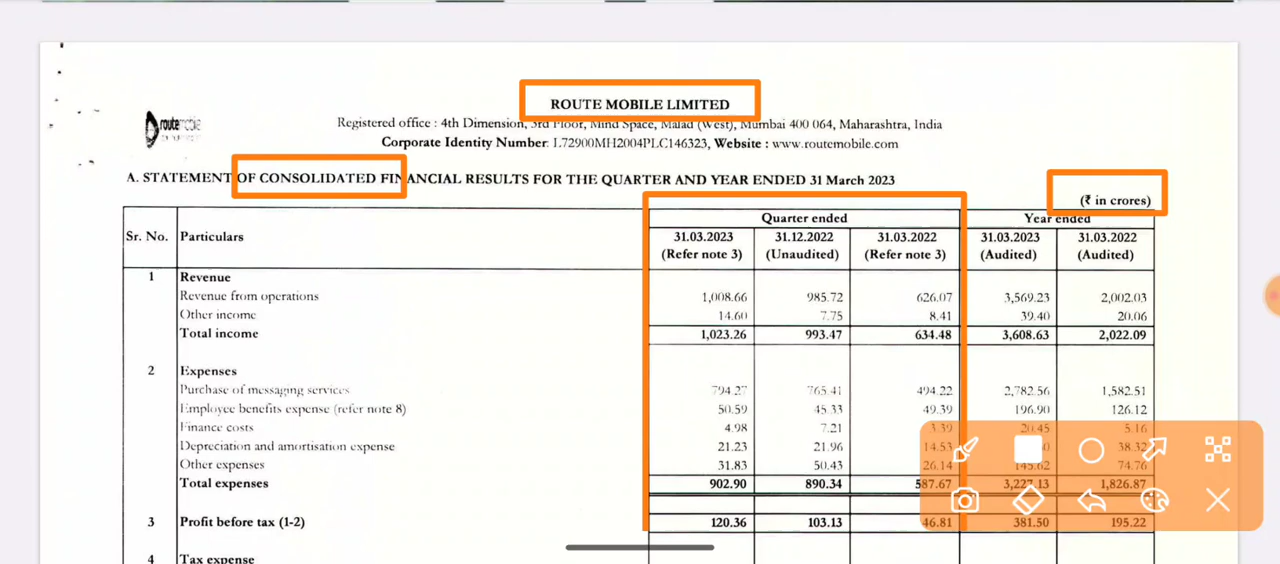 ROUTE MOBILE LIMITED
routemobile
Registered office : 4th Dimension, 3rd Floor, Mind Space, Malad (West), Mumbai 400 064, Maharashtra, India
Corporate Identity Number: L72900MH2004PLC146323, Website : www.routemobile.com
A. STATEMENT OF CONSOLIDATED FINANCIAL RESULTS FOR THE QUARTER AND YEAR ENDED 31 March 2023
(₹ in crores)
Sr. No. Particulars Quarter ended Year ended
31.03.2023 31.12.2022 31.03.2022 31.03.2023 31.03.2022
(Refer note 3) (Unaudited) (Refer note 3) (Audited) (Audited)
1 Revenue
Revenue from operations 1,008.66 985.72 626.07 3,569.23 2,002.03
Other income 14.60 7.75 8.41 39.40 20.06
Total income 1,023.26 993.47 634.48 3,608.63 2,022.09
2 Expenses
Purchase of messaging services 794.27 765.41 494.22 2,782.56 1,582.51
Employee benefits expense (refer note 8) 50.59 45.33 49.39 196.90 126.12
Finance costs 4.98 7.21 3.39 20.45 5.16
Depreciation and amortisation expense 21.23 21.96 14.53 38.32
Other expenses 31.83 50.43 26.14 145.62 74.76
Total expenses 902.90 890.34 587.67 3,227.13 1,826.87
3 Profit before tax (1-2) 120.36 103.13 46.81 381.50 195.22
4 Tax expense